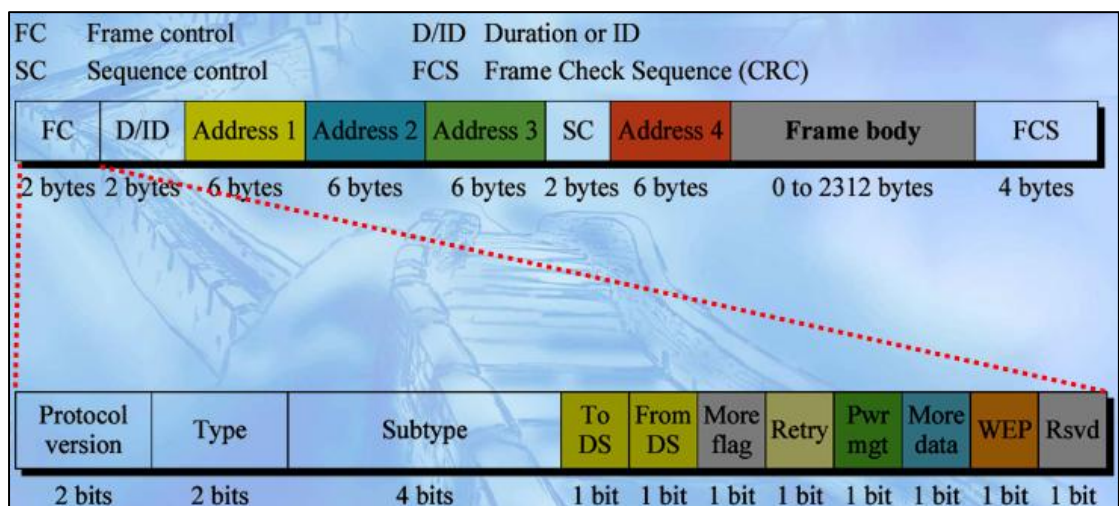 FC Frame control D/ID Duration or ID
SC Sequence control FCS Frame Check Sequence (CRC)
FC D/ID Address 1 Address 2 Address 3 SC Address 4 Frame body FCS
2 bytes 2 bytes 6 bytes 6 bytes 6 bytes 2 bytes 6 bytes 0 to 2312 bytes 4 bytes
Protocol version Type Subtype To DS From DS More flag Retry Pwr mgt More data WEP Rsvd
2 bits 2 bits 4 bits 1 bit 1 bit 1 bit 1 bit 1 bit 1 bit 1 bit 1 bit